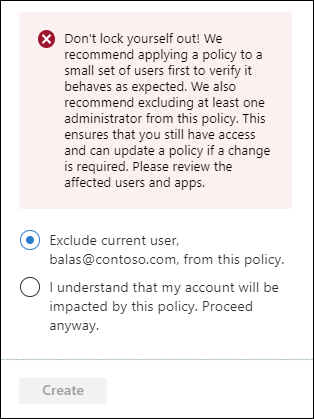 Don't lock yourself out! We
recommend applying a policy to a
small set of users first to verify it
behaves as expected. We also
recommend excluding at least one
administrator from this policy. This
ensures that you still have access
and can update a policy if a change
is required. Please review the
affected users and apps.
Exclude current user,
balas@contoso.com, from this policy.
I understand that my account will be
impacted by this policy. Proceed
anyway.
Create